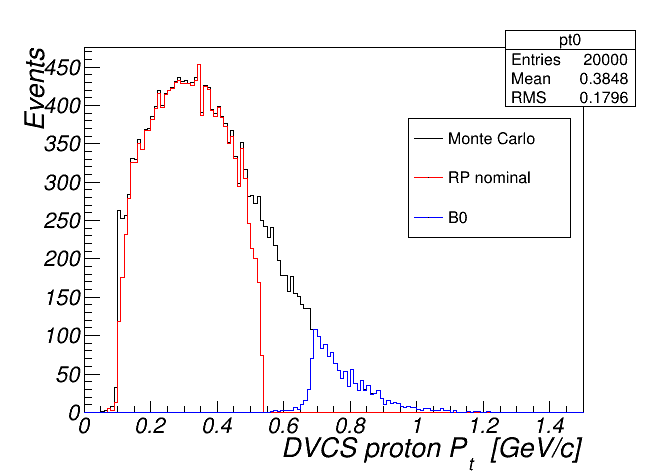 pt0
Entries 20000
Mean 0.3848
RMS 0.1796
Events
450
400
350
300
250
200
150
100
50
0
Monte Carlo
RP nominal
B0
0 0.2 0.4 0.6 0.8 1 1.2 1.4
DVCS proton P_t [GeV/c]